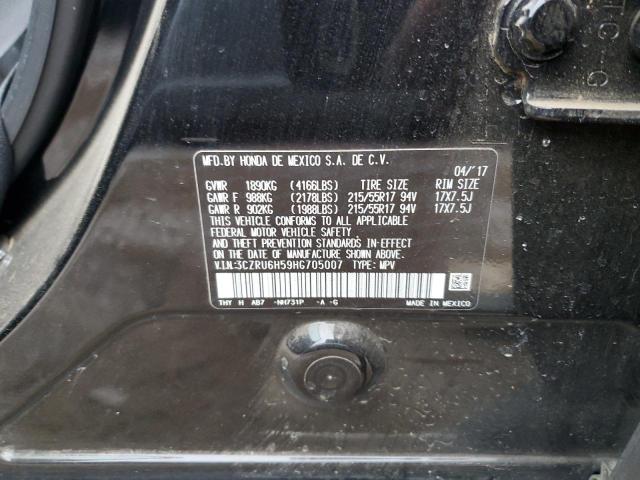 TC G
MFD.BY HONDA DE MEXICO S.A. DE C.V.
04/'17
GVWR 1890KG (4166LBS) TIRE SIZE RIM SIZE
GAWR F 988KG (2178LBS) 215/55R17 94V 17X7.5J
GAWR R 902KG (1988LBS) 215/55R17 94V 17X7.5J
THIS VEHICLE CONFORMS TO ALL APPLICABLE
FEDERAL MOTOR VEHICLE SAFETY AND
THEFT PREVENTION STANDARDS IN-EFFECT
ON THE DATE OF MANUFACTURE SHOWN ABOVE.
V.I.N:3CZRU6H59HG705007 TYPE: MPV
THY H AB7 -NH731P -A -G MADE IN MEXICO